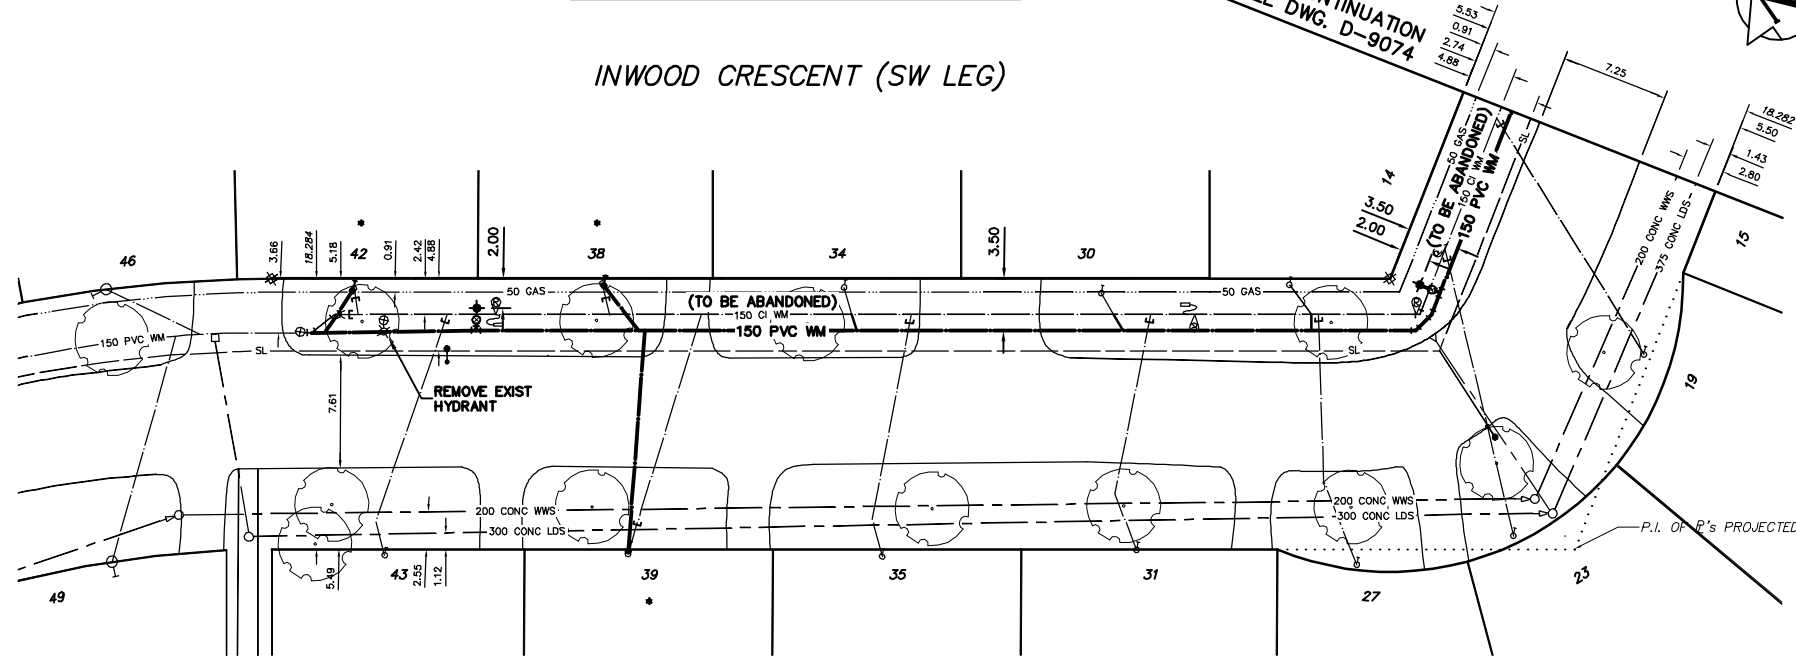 INWOOD CRESCENT (SW LEG)
DWG. D-9074
5.53
0.91
2.74
4.88
7.25
18.282
5.50
1.43
2.80
14
3.50
2.00
50 GAS
(TO BE ABANDONED)
150 CI WM
150 PVC WM
SL
200 CONC WWS
375 CONC LDS
15
19
46
3.66
18.284
5.18
42
0.91
2.42
4.88
2.00
38
34
3.50
30
50 GAS
(TO BE ABANDONED)
150 CI WM
150 PVC WM
50 GAS
150 PVC WM
SL
SL
REMOVE EXIST
HYDRANT
7.61
200 CONC WWS
300 CONC LDS
200 CONC WWS
300 CONC LDS
P.I. OF PL's PROJECTED
5.49
43
2.55
1.12
39
35
31
27
23
49